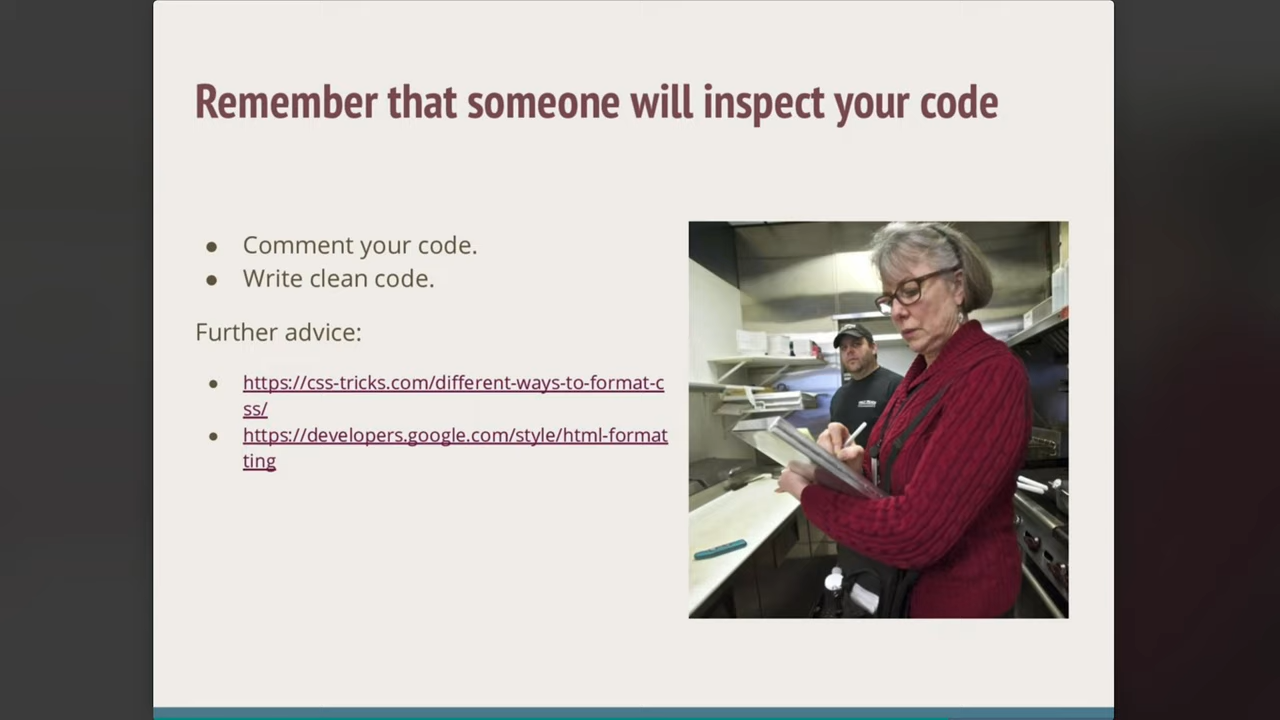 Remember that someone will inspect your code
● Comment your code.
● Write clean code.
Further advice:
● https://css-tricks.com/different-ways-to-format-c
ss/
● https://developers.google.com/style/html-format
ting